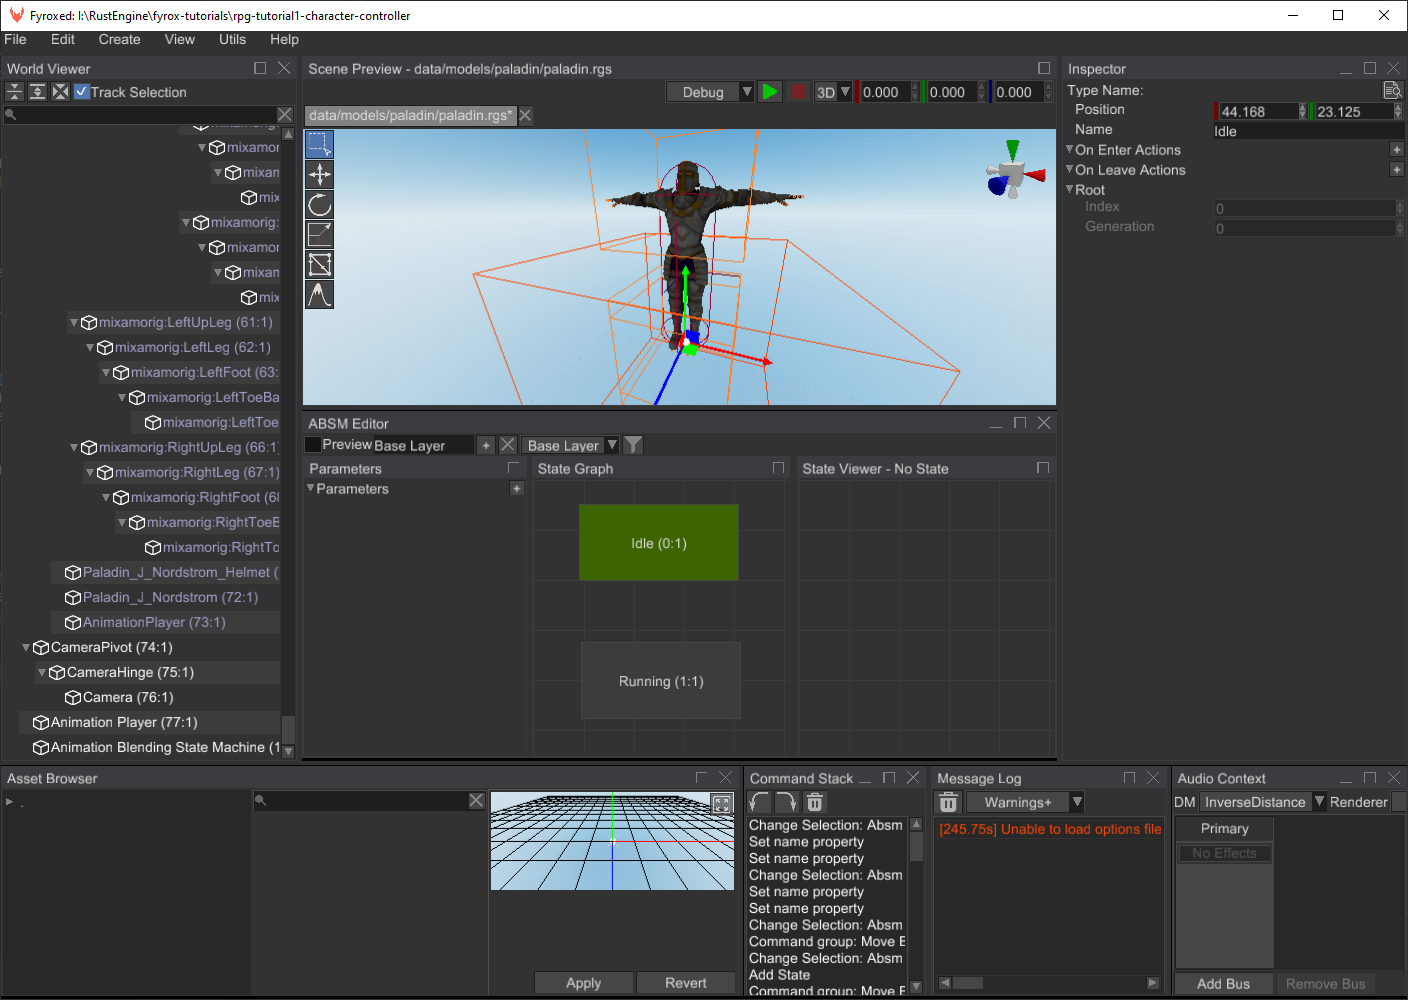 Fyroxed: I:\RustEngine\fyrox-tutorials\rpg-tutorial1-character-controller
File Edit Create View Utils Help
World Viewer
Track Selection
mixamorig:
mixamor
mixam
mix
mixamorig:
mixamor
mixam
mix
mixamorig:LeftUpLeg (61:1)
mixamorig:LeftLeg (62:1)
mixamorig:LeftFoot (63:
mixamorig:LeftToeBa
mixamorig:LeftToe
mixamorig:RightUpLeg (66:1)
mixamorig:RightLeg (67:1)
mixamorig:RightFoot (68
mixamorig:RightToeB
mixamorig:RightTo
Paladin_J_Nordstrom_Helmet (
Paladin_J_Nordstrom (72:1)
AnimationPlayer (73:1)
CameraPivot (74:1)
CameraHinge (75:1)
Camera (76:1)
Animation Player (77:1)
Animation Blending State Machine (1
Scene Preview - data/models/paladin/paladin.rgs
Debug 3D 0.000 0.000 0.000
data/models/paladin/paladin.rgs*
ABSM Editor
Preview Base Layer + Base Layer
Parameters
Parameters +
State Graph
Idle (0:1)
Running (1:1)
State Viewer - No State
Inspector
Type Name:
Position 44.168 23.125
Name Idle
On Enter Actions +
On Leave Actions +
Root
Index 0
Generation 0
Asset Browser
.
Apply Revert
Command Stack
Change Selection: Absm
Set name property
Set name property
Change Selection: Absm
Set name property
Set name property
Change Selection: Absm
Command group: Move E
Change Selection: Absm
Add State
Command group: Move E
Message Log
Warnings+
[245.75s] Unable to load options file
Audio Context
DM InverseDistance Renderer
Primary
No Effects
Add Bus Remove Bus